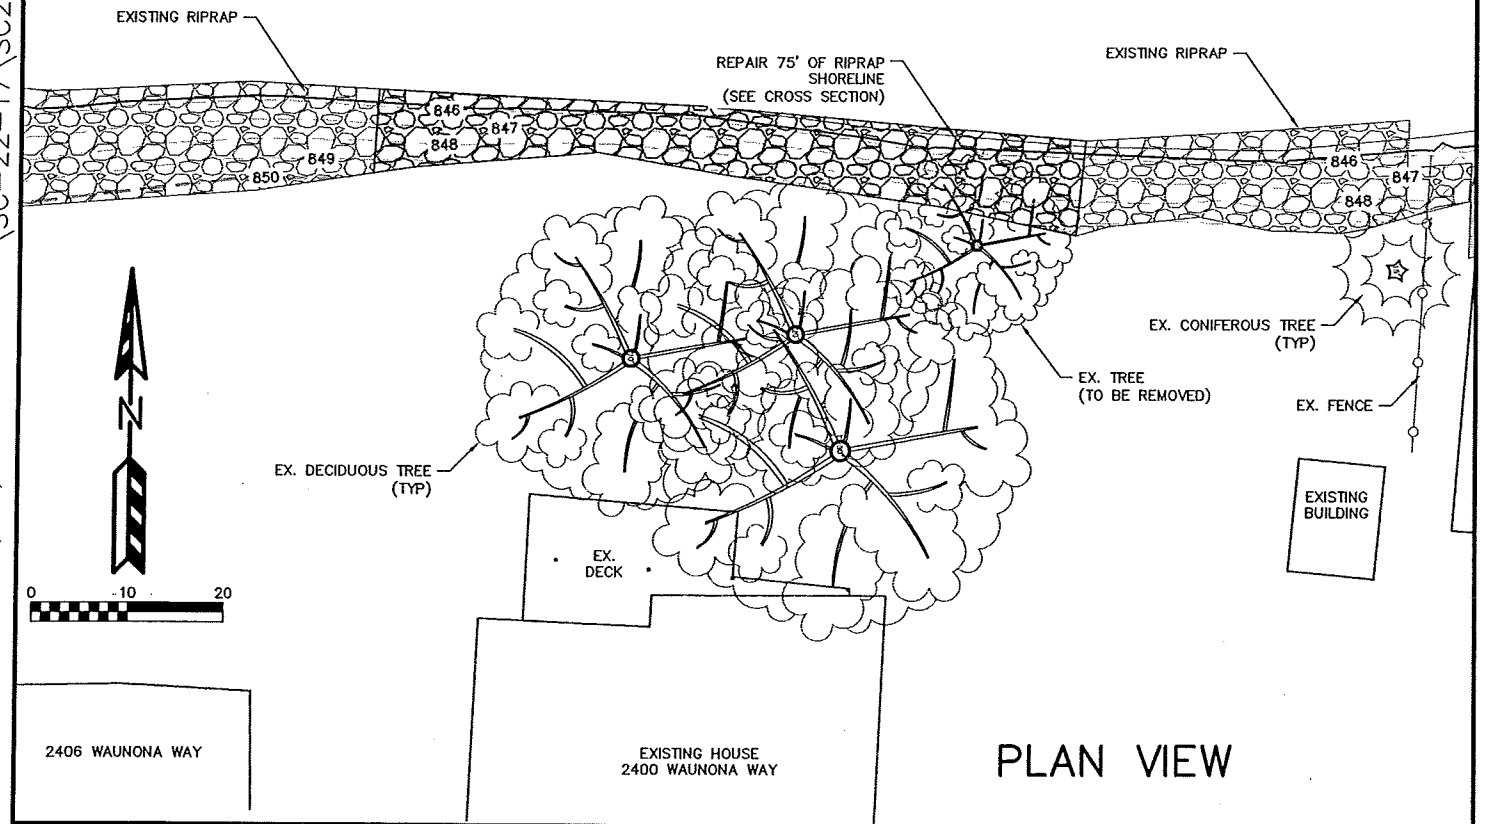 EXISTING RIPRAP
REPAIR 75' OF RIPRAP
SHORELINE
(SEE CROSS SECTION)
EXISTING RIPRAP
846
847
848
849
850
846
847
848
EX. CONIFEROUS TREE
(TYP)
EX. TREE
(TO BE REMOVED)
EX. FENCE
N
EX. DECIDUOUS TREE
(TYP)
EXISTING
BUILDING
EX.
DECK
0 10 20
2406 WAUNONA WAY
EXISTING HOUSE
2400 WAUNONA WAY
PLAN VIEW